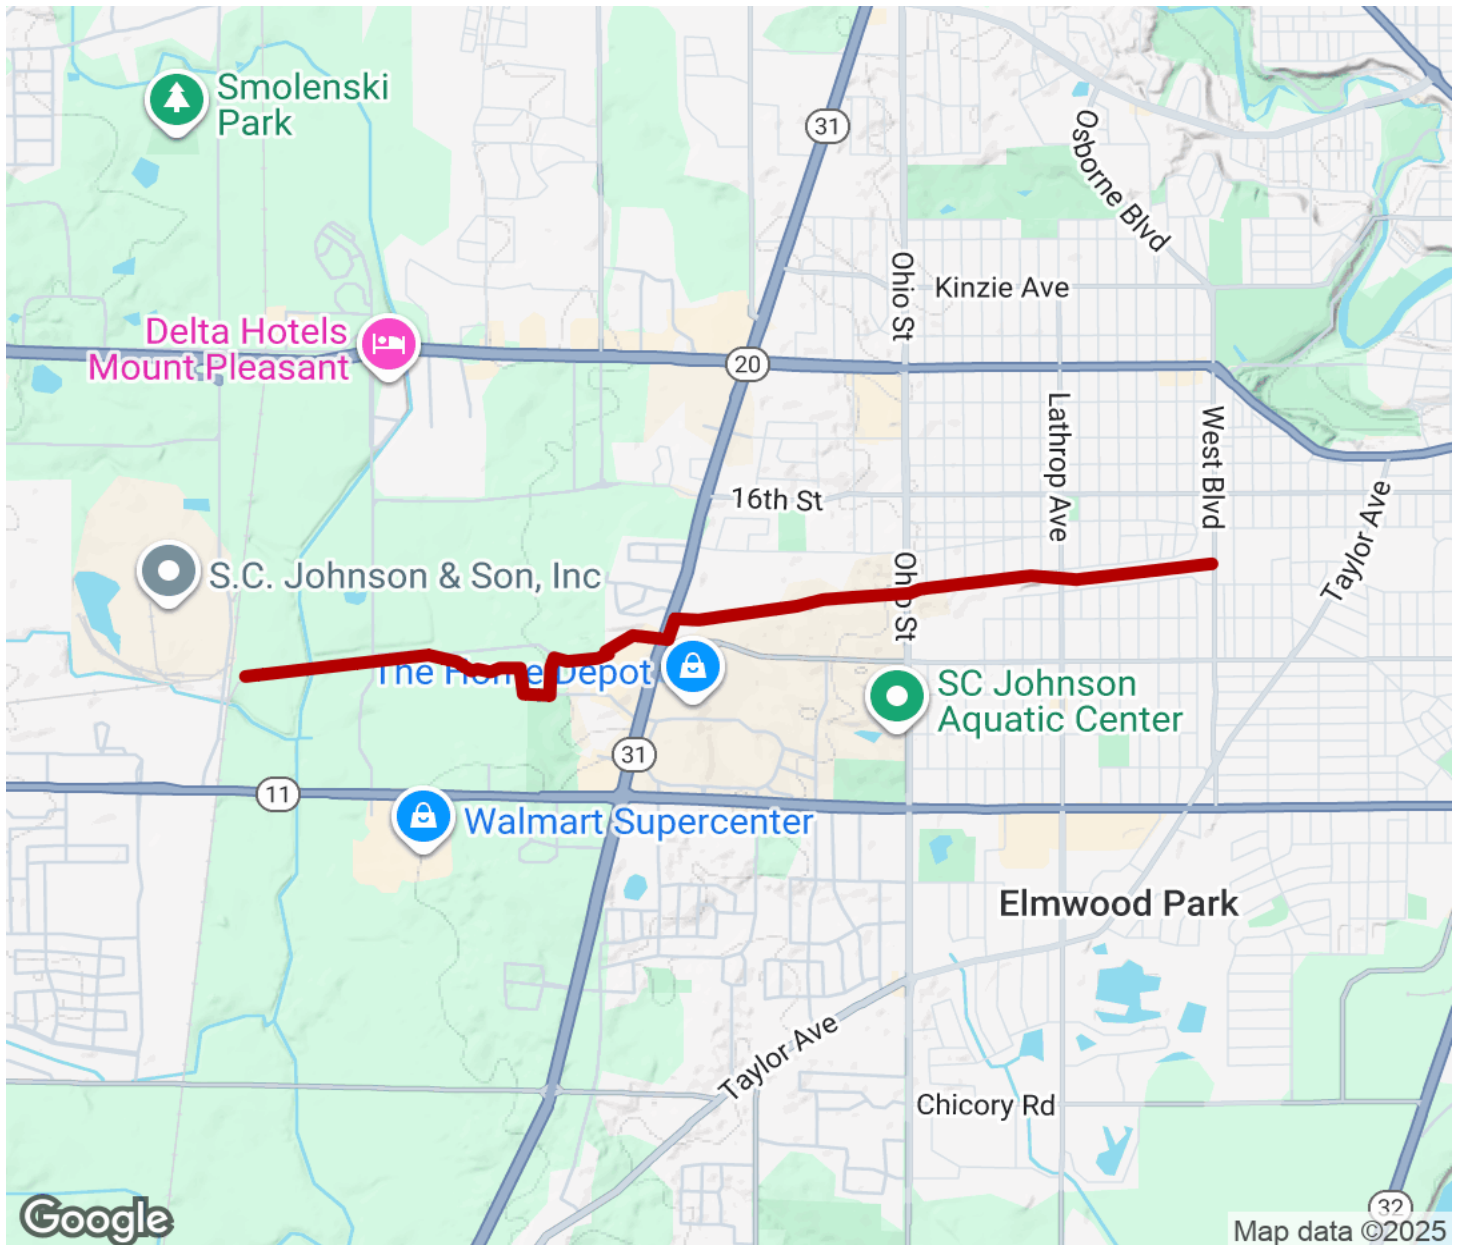 Smolenski
Park
31
Osborne Blvd
Ohio St
Kinzie Ave
Delta Hotels
Mount Pleasant
20
Lathrop Ave
West Blvd
16th St
Taylor Ave
S.C. Johnson & Son, Inc
Ohio St
The Home Depot
SC Johnson
Aquatic Center
31
11
Walmart Supercenter
Elmwood Park
Taylor Ave
Chicory Rd
32
Google
Map data ©2025